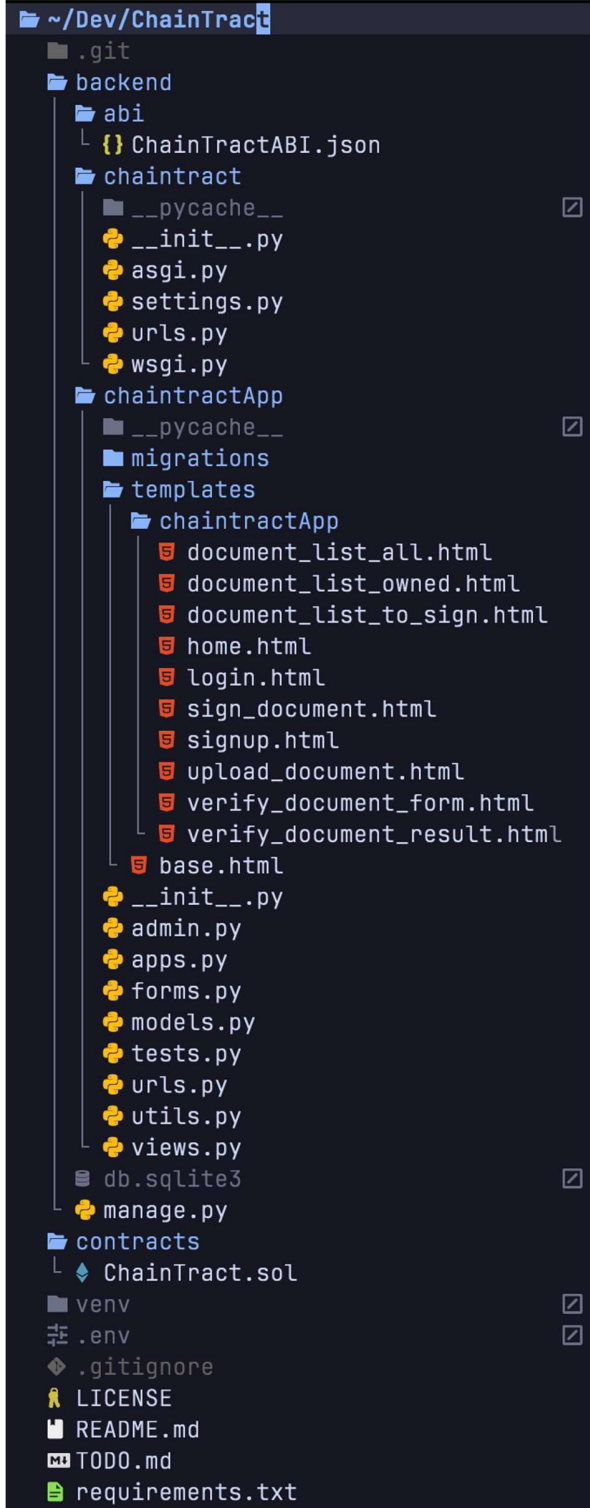 ~/Dev/ChainTract
.git
backend
abi
ChainTractABI.json
chaintract
__pycache__
__init__.py
asgi.py
settings.py
urls.py
wsgi.py
chaintractApp
__pycache__
migrations
templates
chaintractApp
document_list_all.html
document_list_owned.html
document_list_to_sign.html
home.html
login.html
sign_document.html
signup.html
upload_document.html
verify_document_form.html
verify_document_result.html
base.html
__init__.py
admin.py
apps.py
forms.py
models.py
tests.py
urls.py
utils.py
views.py
db.sqlite3
manage.py
contracts
ChainTract.sol
venv
.env
.gitignore
LICENSE
README.md
TODO.md
requirements.txt